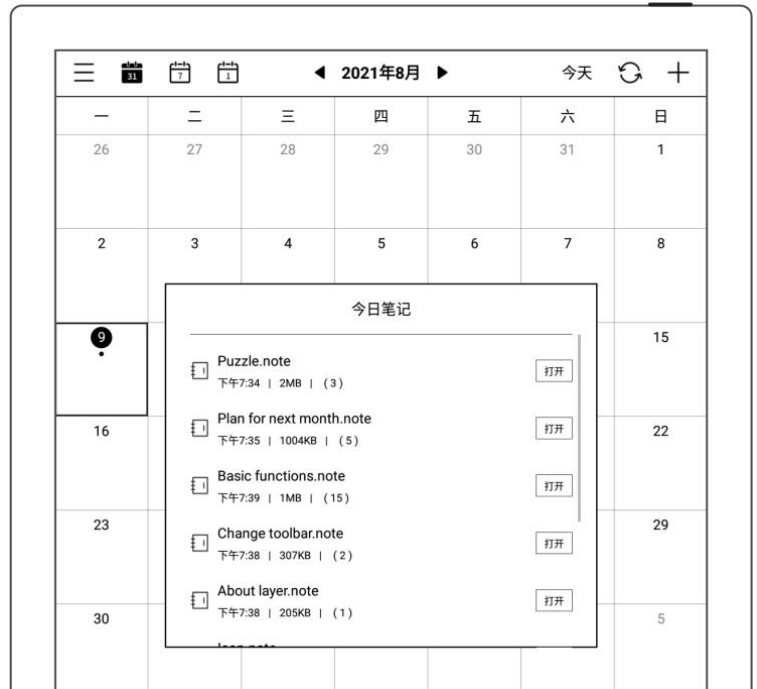 31
7
1
2021年8月
今天
一 二 三 四 五 六 日
26 27 28 29 30 31 1
2 3 4 5 6 7 8
今日笔记
9
15
Puzzle.note
打开
下午7:34 | 2MB | (3)
Plan for next month.note
打开
下午7:35 | 1004KB | (5)
16
22
Basic functions.note
打开
下午7:39 | 1MB | (15)
23
29
Change toolbar.note
打开
下午7:38 | 307KB | (2)
About layer.note
打开
下午7:38 | 205KB | (1)
30
5